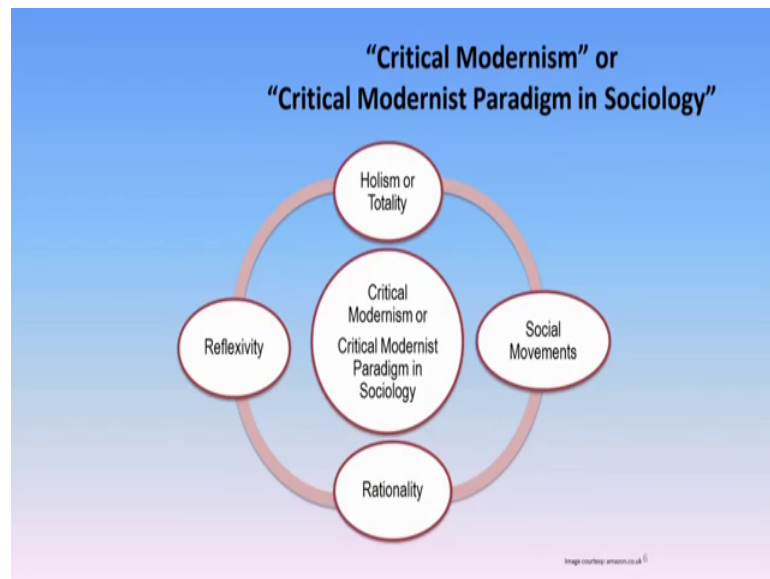 “Critical Modernism” or
“Critical Modernist Paradigm in Sociology”
Holism or
Totality
Critical
Modernism or
Critical Modernist
Paradigm in
Sociology
Reflexivity
Social
Movements
Rationality
Image courtesy: amazon.co.uk 6